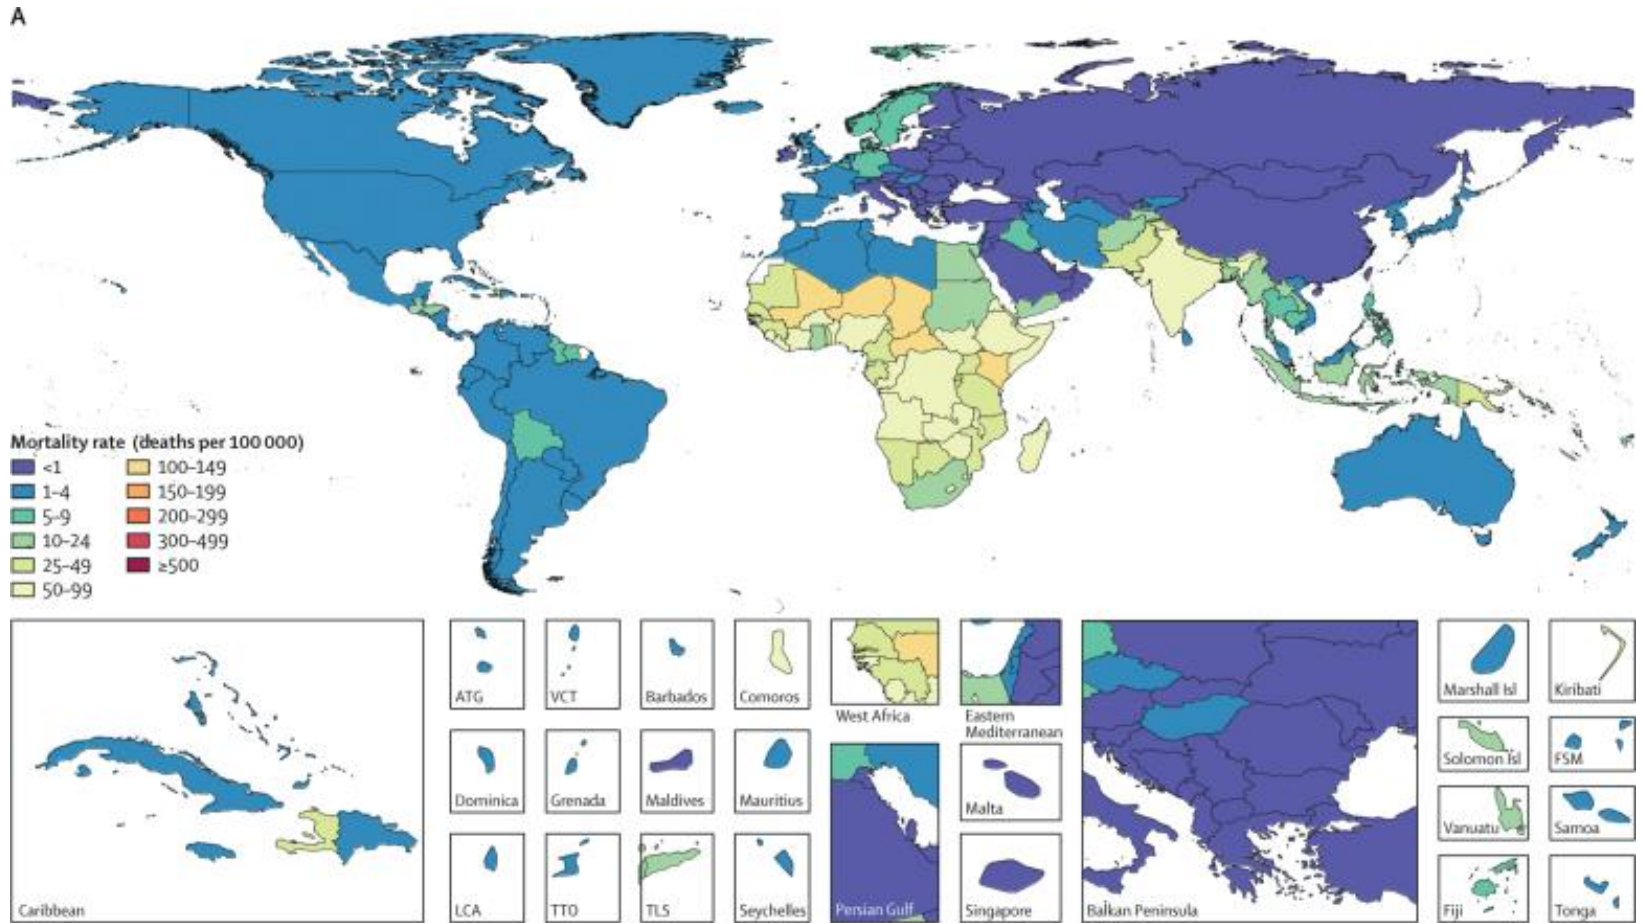 A
Mortality rate (deaths per 100 000)
<1
1–4
5–9
10–24
25–49
50–99
100–149
150–199
200–299
300–499
≥500
Caribbean
ATG
VCT
Barbados
Comoros
Dominica
Grenada
Maldives
Mauritius
LCA
TTO
TLS
Seychelles
West Africa
Eastern
Mediterranean
Persian Gulf
Malta
Singapore
Balkan Peninsula
Marshall Isl
Kiribati
Solomon Isl
FSM
Vanuatu
Samoa
Fiji
Tonga